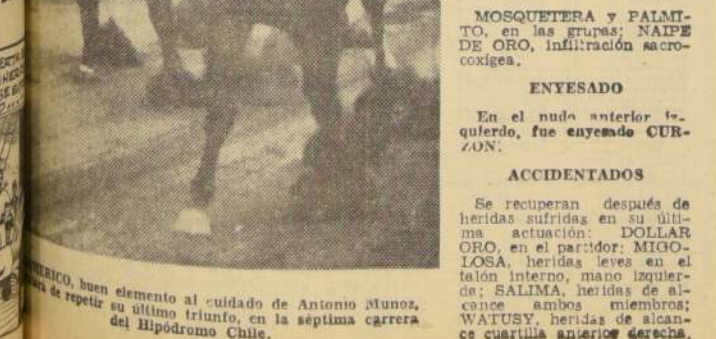 MOSQUETERA y PALMI-
TO, en las grupas; NAIPE
DE ORO, infiltración sacro-
coxígea.
ENYESADO
En el nudo anterior iz-
quierdo, fue enyesado CUR-
ZON.
ACCIDENTADOS
Se recuperan después de
heridas sufridas en su últi-
ma actuación: DOLLAR
ORO, en el partidor; MIGO-
LOSA, heridas leves en el
talón interno, mano izquier-
da; SALIMA, heridas de al-
cance ambos miembros;
WATUSY, heridas de alcan-
ce cuartilla anterior derecha.
buen elemento al cuidado de Antonio Munoz,
de repetir su último triunfo, en la séptima carrera
del Hipódromo Chile.